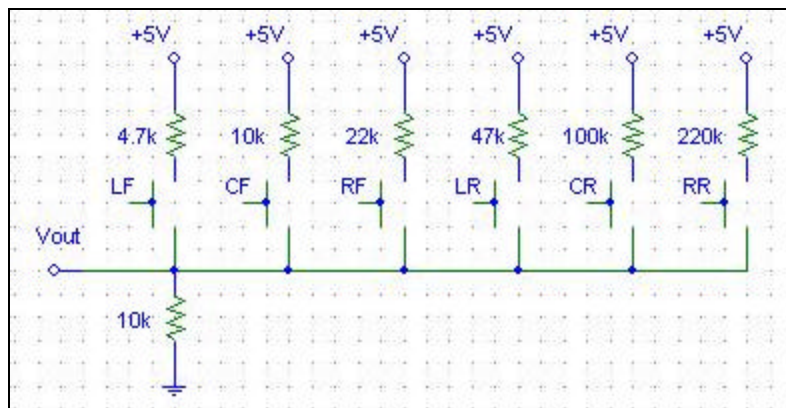 +5V +5V +5V +5V +5V +5V
4.7k 10k 22k 47k 100k 220k
LF CF RF LR CR RR
Vout
10k